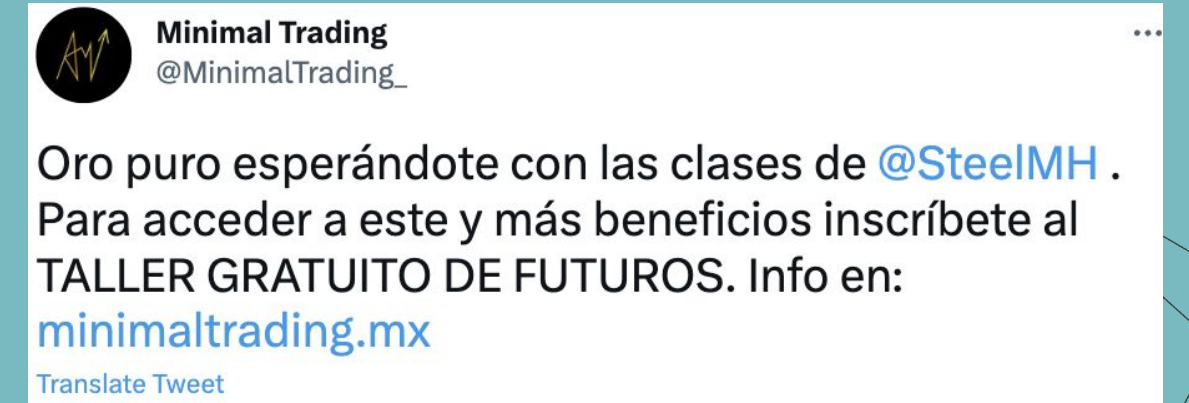 Minimal Trading
@MinimalTrading_
Oro puro esperándote con las clases de @SteelMH .
Para acceder a este y más beneficios inscríbete al
TALLER GRATUITO DE FUTUROS. Info en:
minimaltrading.mx
Translate Tweet